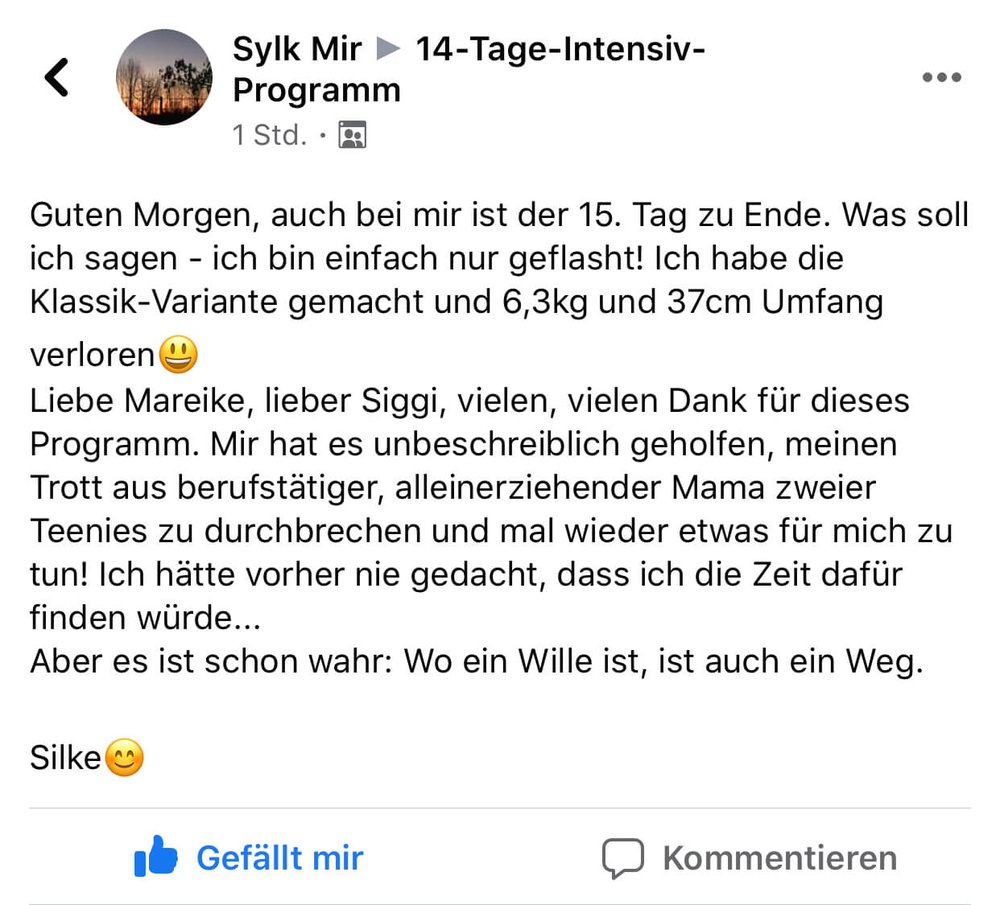 Sylk Mir ▶ 14-Tage-Intensiv-
Programm
1 Std. ·
Guten Morgen, auch bei mir ist der 15. Tag zu Ende. Was soll
ich sagen - ich bin einfach nur geflasht! Ich habe die
Klassik-Variante gemacht und 6,3kg und 37cm Umfang
verloren😃
Liebe Mareike, lieber Siggi, vielen, vielen Dank für dieses
Programm. Mir hat es unbeschreiblich geholfen, meinen
Trott aus berufstätiger, alleinerziehender Mama zweier
Teenies zu durchbrechen und mal wieder etwas für mich zu
tun! Ich hätte vorher nie gedacht, dass ich die Zeit dafür
finden würde...
Aber es ist schon wahr: Wo ein Wille ist, ist auch ein Weg.
Silke😊
Gefällt mir
Kommentieren